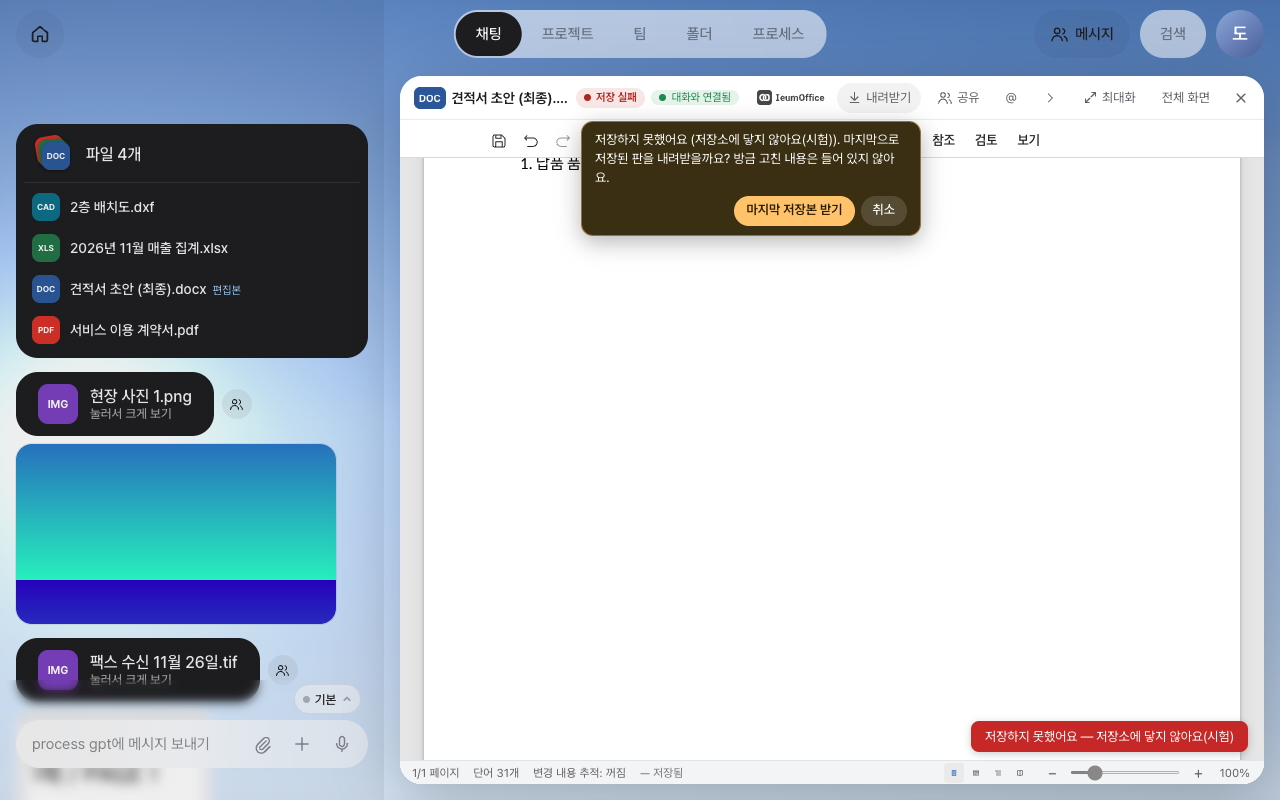 채팅
프로젝트
팀
폴더
프로세스
메시지
검색
도
DOC
파일 4개
CAD
2층 배치도.dxf
XLS
2026년 11월 매출 집계.xlsx
DOC
견적서 초안 (최종).docx 편집본
PDF
서비스 이용 계약서.pdf
IMG
현장 사진 1.png
눌러서 크게 보기
IMG
팩스 수신 11월 26일.tif
눌러서 크게 보기
기본
process gpt에 메시지 보내기
DOC
견적서 초안 (최종)....
저장 실패
대화와 연결됨
IeumOffice
내려받기
공유
@
최대화
전체 화면
참조
검토
보기
1. 납품 품
저장하지 못했어요 (저장소에 닿지 않아요(시험)). 마지막으로
저장된 판을 내려받을까요? 방금 고친 내용은 들어 있지 않아
요.
마지막 저장본 받기
취소
저장하지 못했어요 — 저장소에 닿지 않아요(시험)
1/1 페이지
단어 31개
변경 내용 추적: 꺼짐
— 저장됨
100%